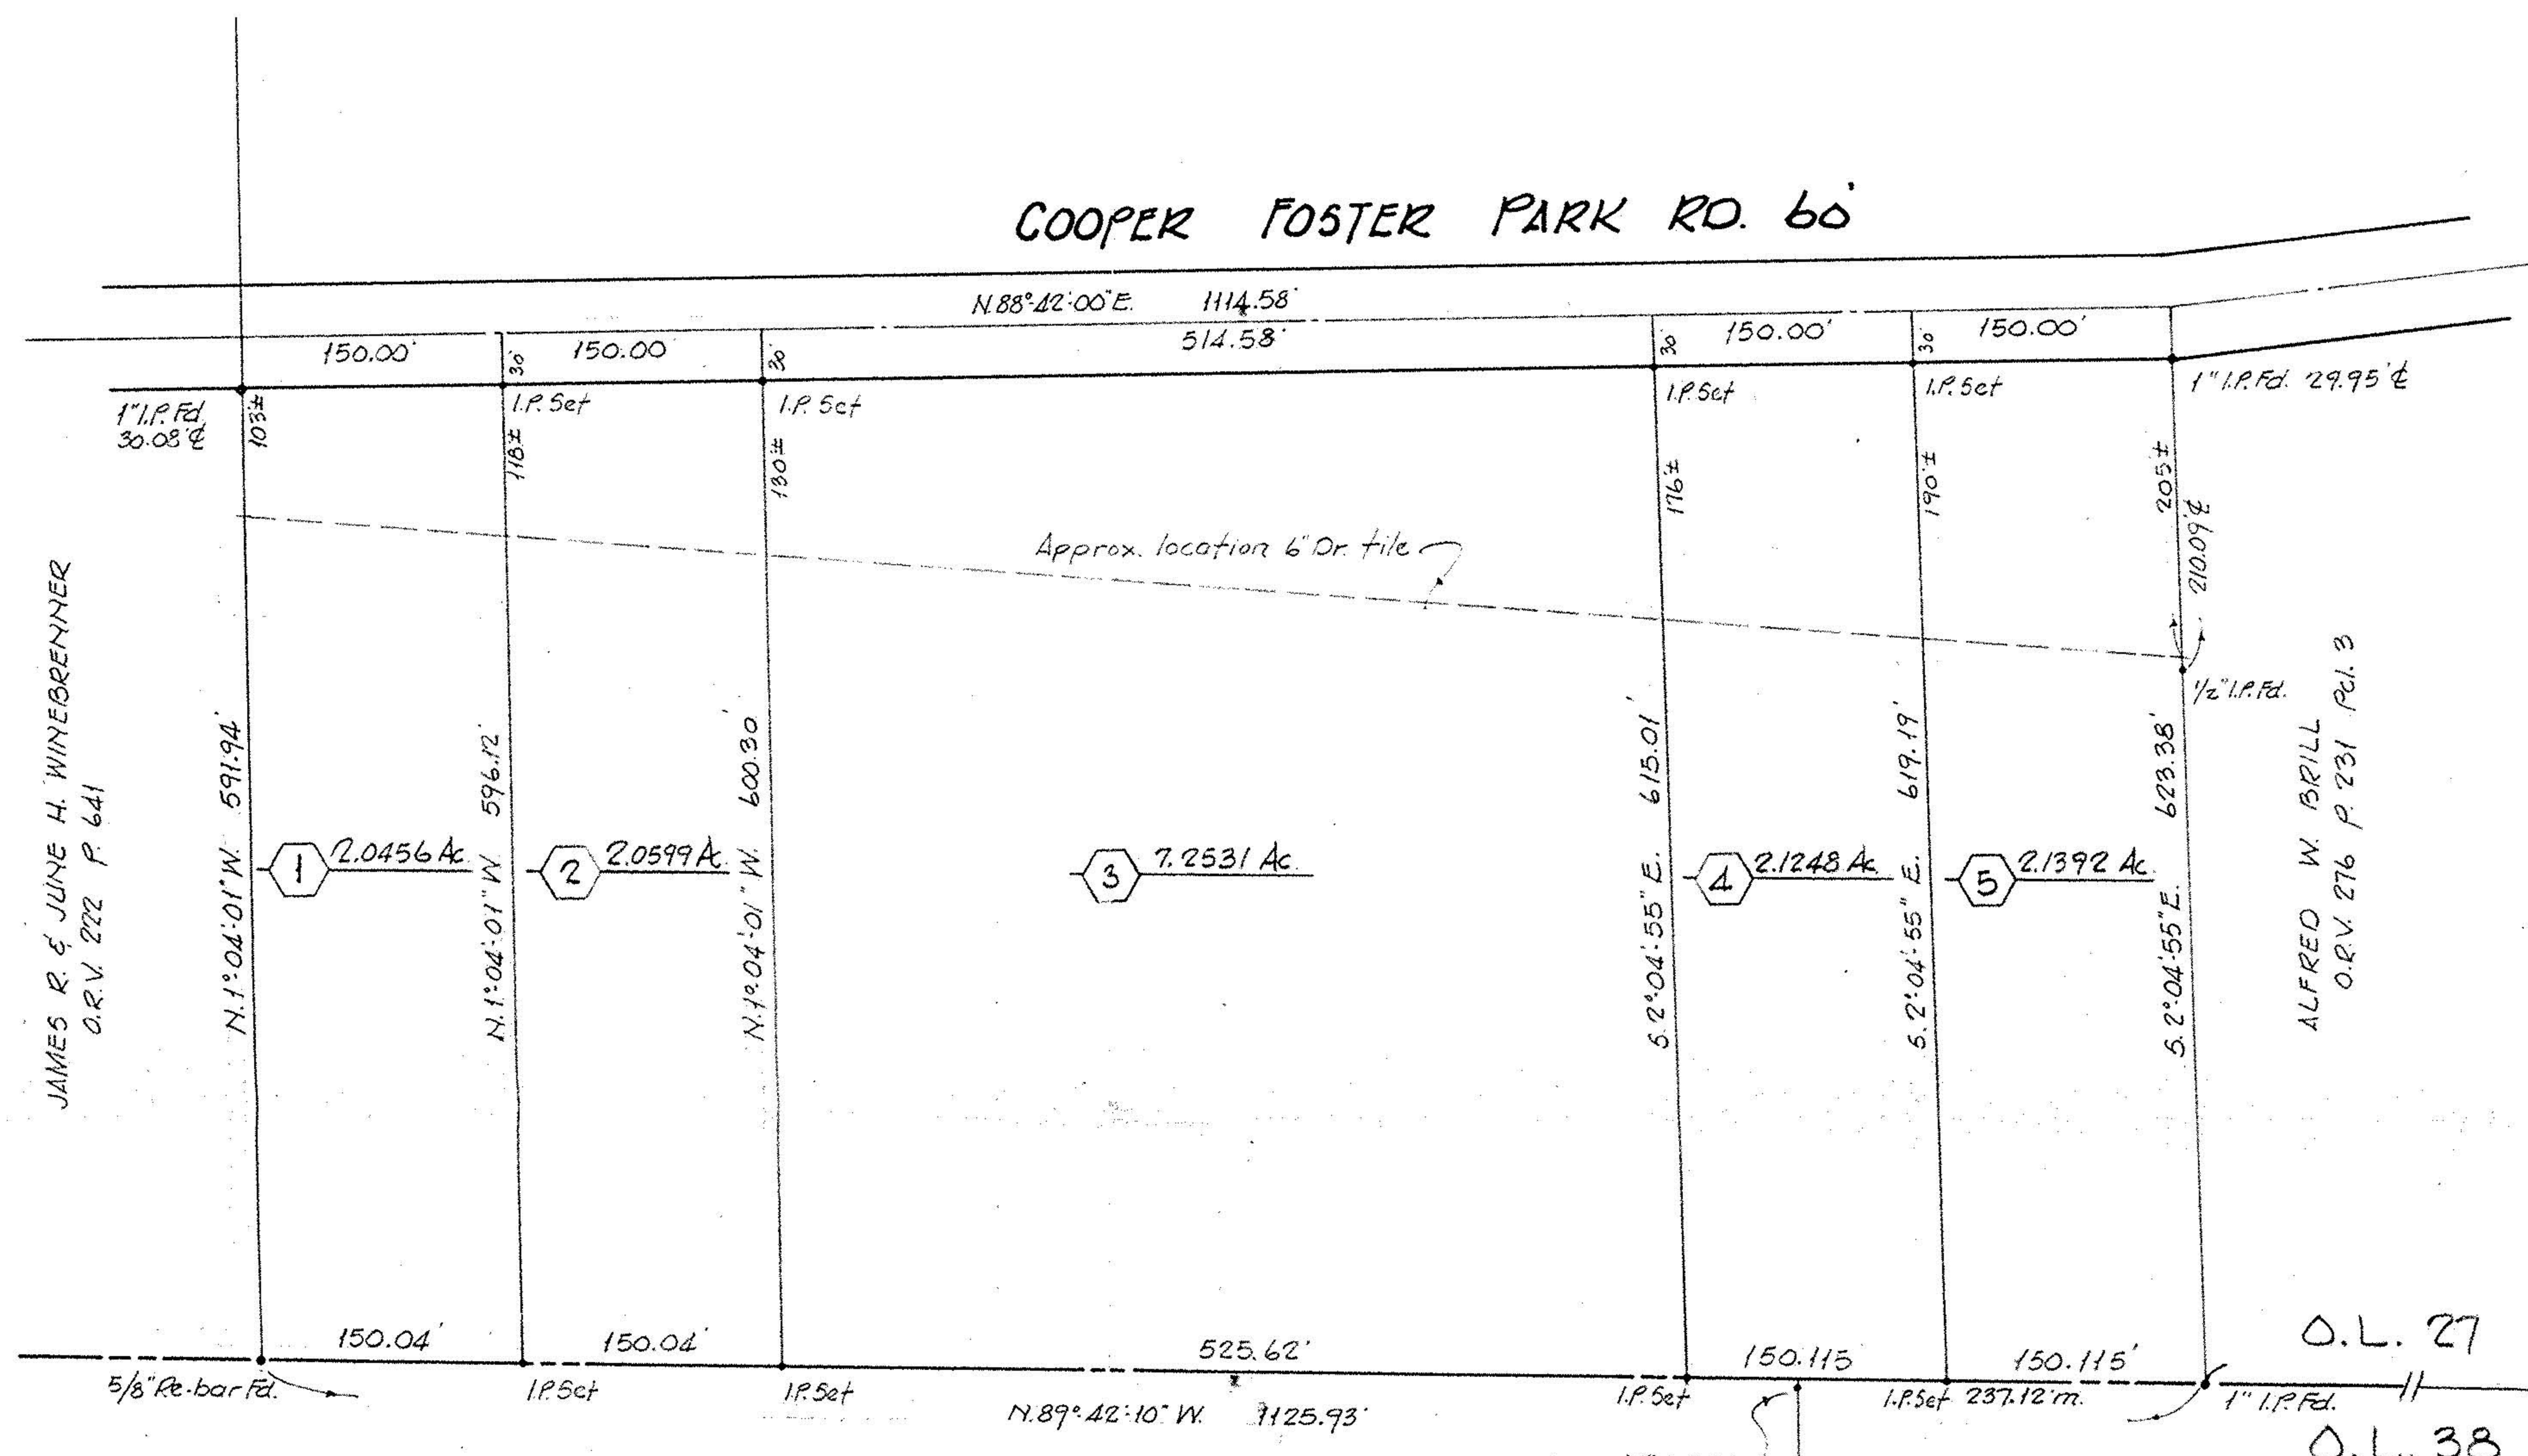 COOPER FOSTER PARK RD. 60'
N.88°-42'-00"E. 1114.58'
150.00'
150.00'
514.58'
150.00'
150.00'
30'
30'
30'
30'
1" I.P. Fd.
30.08' ℄
I.P. Set
I.P. Set
I.P. Set
I.P. Set
1" I.P. Fd. 29.95' ℄
103'±
118'±
130'±
176'±
190'±
205'±
210.09' ℄
Approx. location 6" Dr. tile
1/2" I.P. Fd.
JAMES R. & JUNE H. WINEBRENNER
O.R.V. 222 P. 641
N.1°-04'-01"W. 591.94'
N.1°-04'-01"W. 596.12'
N.1°-04'-01"W. 600.30'
S.2°-04'-55"E. 615.01'
S.2°-04'-55"E. 619.19'
S.2°-04'-55"E. 623.38'
ALFRED W. BRILL
O.R.V. 276 P. 231 Pcl. 3
1 2.0456 Ac.
2 2.0599 Ac.
3 7.2531 Ac.
4 2.1248 Ac.
5 2.1392 Ac.
150.04'
150.04'
525.62'
150.115
150.115'
O.L. 27
5/8" Re-bar Fd.
I.P. Set
I.P. Set
I.P. Set
I.P. Set 237.12' m.
1" I.P. Fd.
N.89°-42'-10"W. 1125.93'
O.L. 38